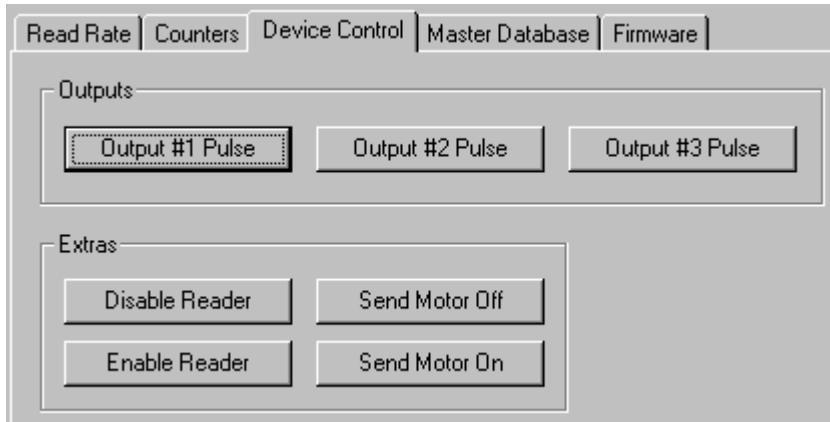 Read Rate Counters Device Control Master Database Firmware
Outputs
Output #1 Pulse Output #2 Pulse Output #3 Pulse
Extras
Disable Reader Send Motor Off
Enable Reader Send Motor On